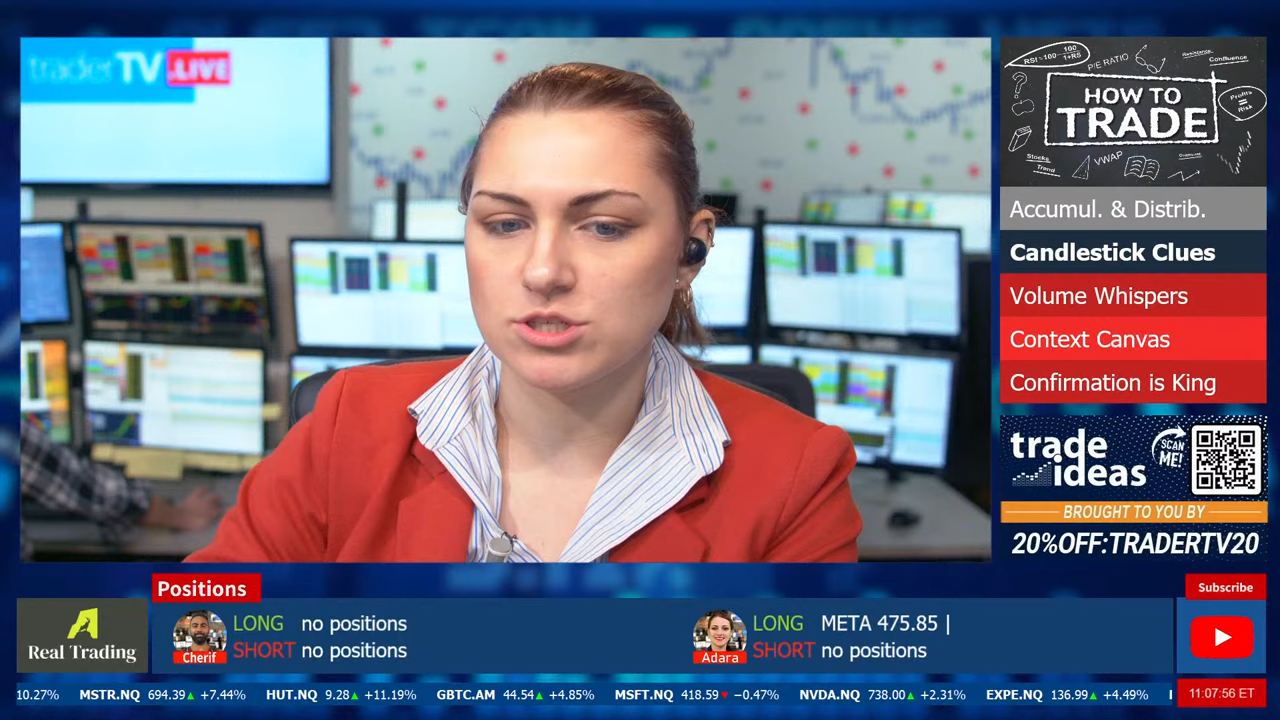 traderTV.LIVE
RSI=100- 100
1+RS
P/E RATIO
Resistance
Confluence
HOW TO
TRADE
Profits
=
Risk
Stocks
Trend
VWAP
Accumul. & Distrib.
Candlestick Clues
Volume Whispers
Context Canvas
Confirmation is King
trade
ideas
SCAN
ME!
BROUGHT TO YOU BY
20%OFF:TRADERTV20
Positions
Subscribe
Real Trading
Cherif
LONG no positions
SHORT no positions
Adara
LONG META 475.85 |
SHORT no positions
10.27% MSTR.NQ 694.39▲ +7.44% HUT.NQ 9.28▲ +11.19% GBTC.AM 44.54▲ +4.85% MSFT.NQ 418.59▼ −0.47% NVDA.NQ 738.00▲ +2.31% EXPE.NQ 136.99▲ +4.49%
11:07:56 ET